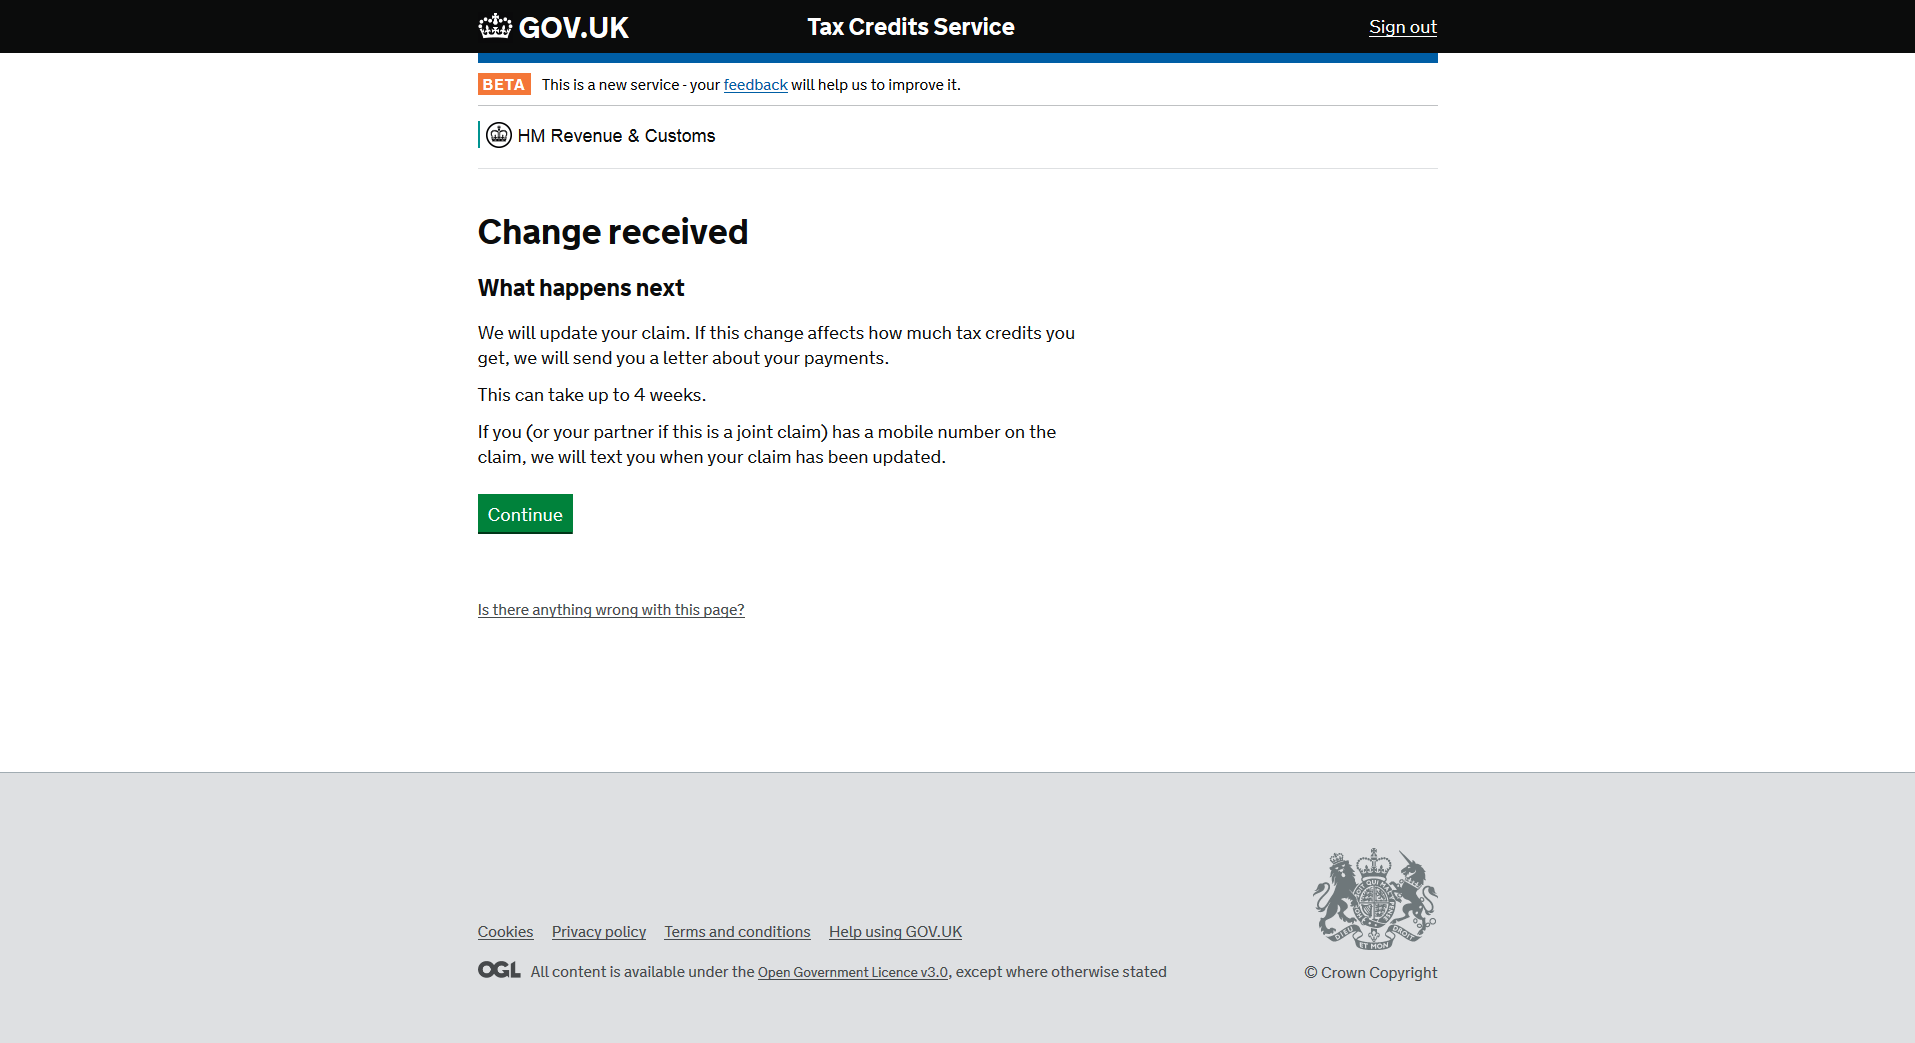 GOV.UK
Tax Credits Service
Sign out
BETA This is a new service - your feedback will help us to improve it.
HM Revenue & Customs
Change received
What happens next
We will update your claim. If this change affects how much tax credits you
get, we will send you a letter about your payments.
This can take up to 4 weeks.
If you (or your partner if this is a joint claim) has a mobile number on the
claim, we will text you when your claim has been updated.
Continue
Is there anything wrong with this page?
Cookies Privacy policy Terms and conditions Help using GOV.UK
DIEU ET MON DROIT
OGL All content is available under the Open Government Licence v3.0, except where otherwise stated
© Crown Copyright